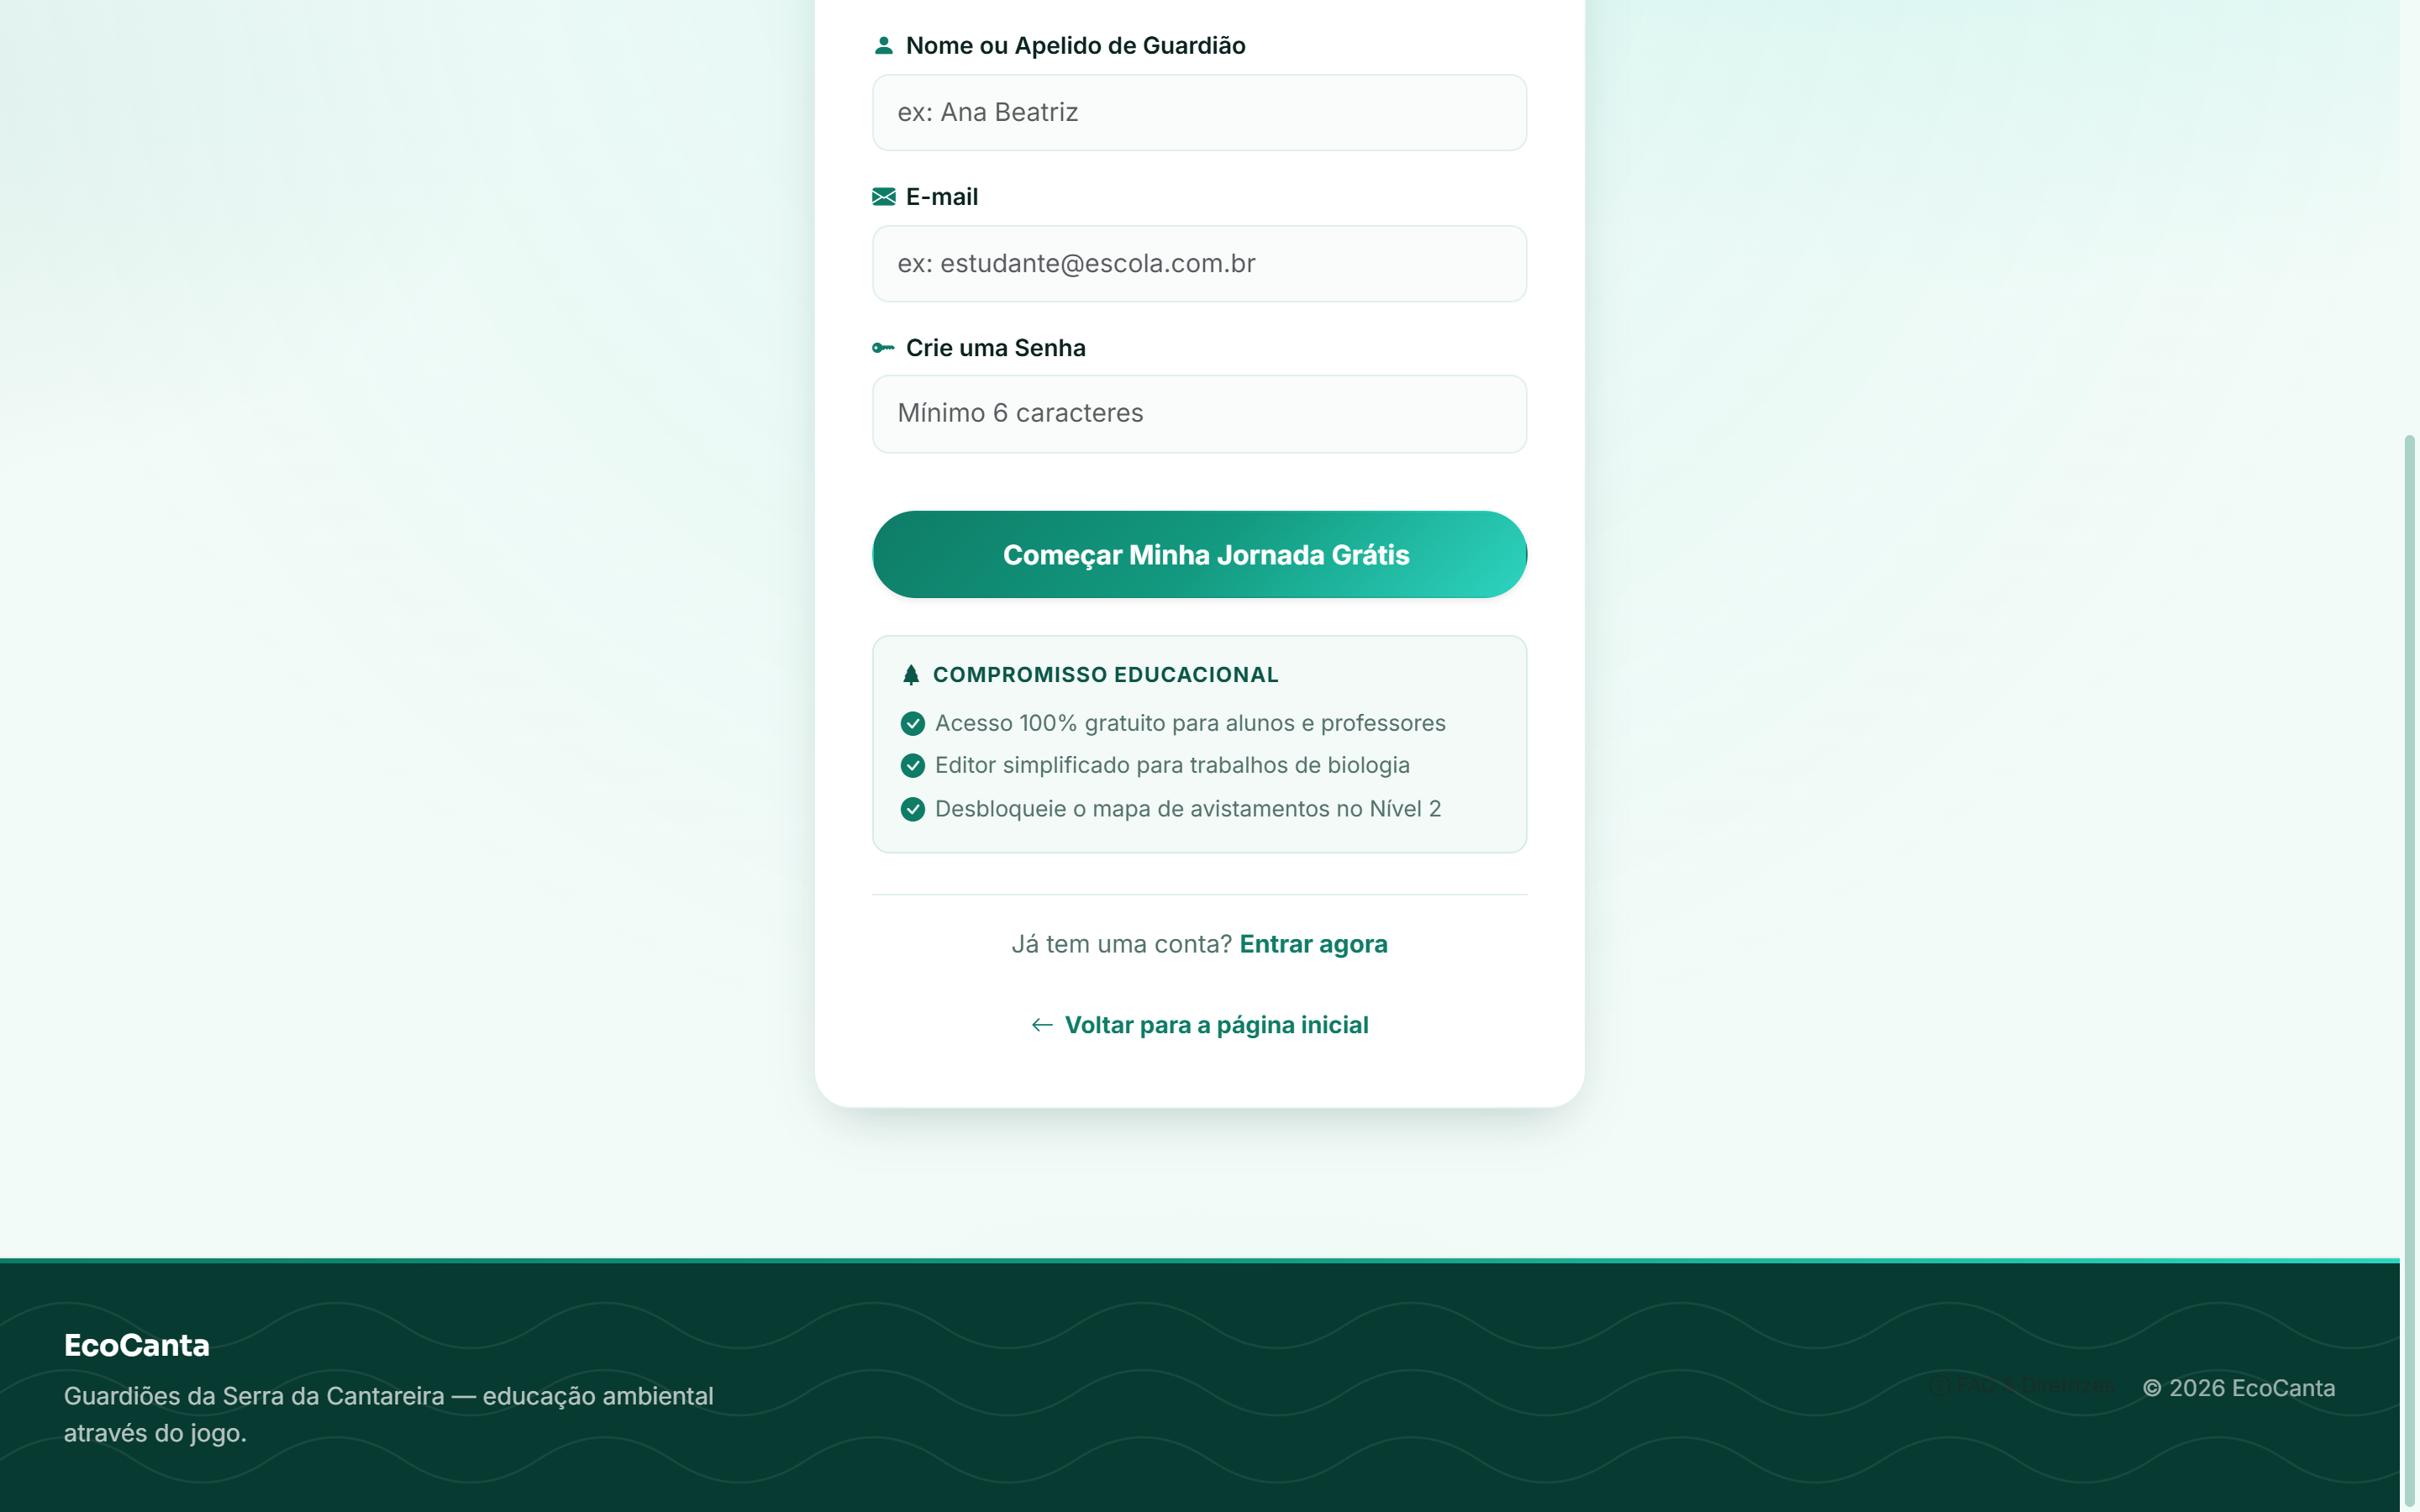 Nome ou Apelido de Guardião
ex: Ana Beatriz
E-mail
ex: estudante@escola.com.br
Crie uma Senha
Mínimo 6 caracteres
Começar Minha Jornada Grátis
COMPROMISSO EDUCACIONAL
Acesso 100% gratuito para alunos e professores
Editor simplificado para trabalhos de biologia
Desbloqueie o mapa de avistamentos no Nível 2
Já tem uma conta? Entrar agora
← Voltar para a página inicial
EcoCanta
Guardiões da Serra da Cantareira — educação ambiental
através do jogo.
FAQ & Diretrizes
© 2026 EcoCanta